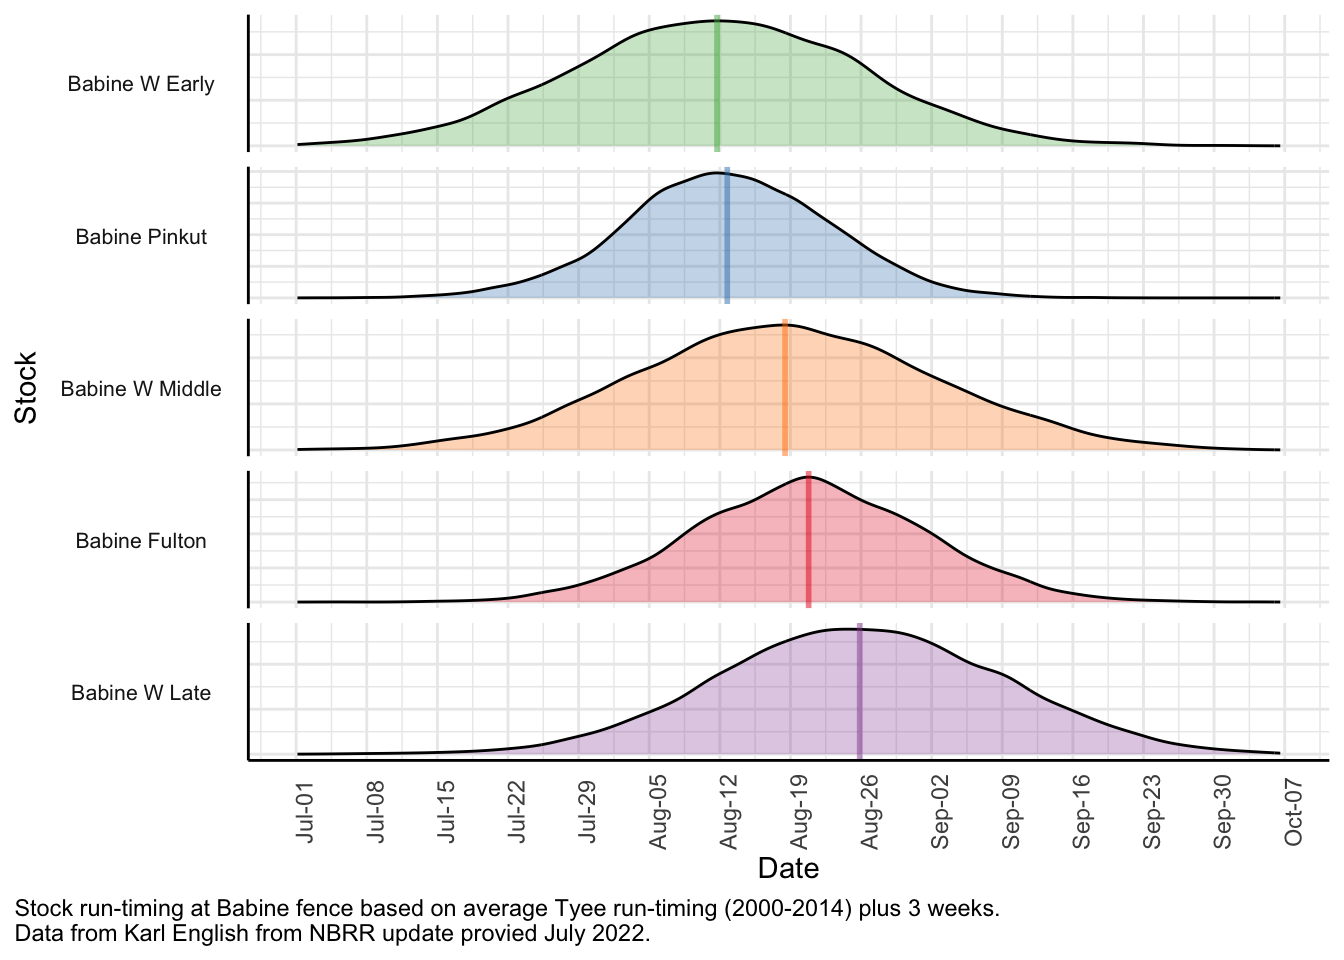 Babine W Early
Babine Pinkut
Stock
Babine W Middle
Babine Fulton
Babine W Late
Jul-01
Jul-08
Jul-15
Jul-22
Jul-29
Aug-05
Aug-12
Aug-19
Aug-26
Sep-02
Sep-09
Sep-16
Sep-23
Sep-30
Oct-07
Date
Stock run-timing at Babine fence based on average Tyee run-timing (2000-2014) plus 3 weeks.
Data from Karl English from NBRR update provied July 2022.